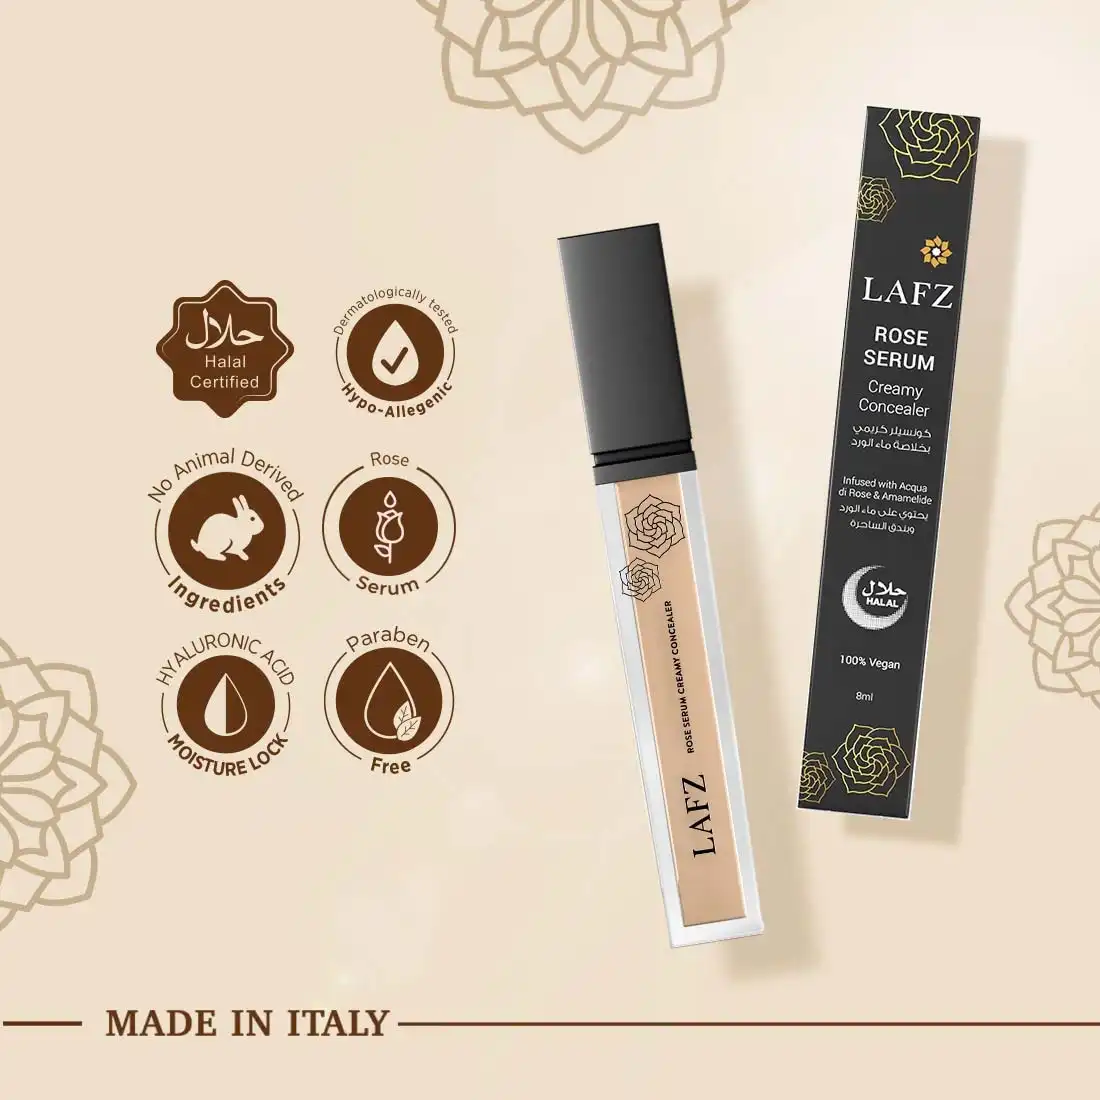 حلال
Halal
Certified
Dermatologically tested
Hypo-Allegenic
No Animal Derived
Ingredients
Rose
Serum
HYALURONIC ACID
MOISTURE LOCK
Paraben
Free
ROSE SERUM CREAMY CONCEALER
LAFZ
LAFZ
ROSE
SERUM
Creamy
Concealer
كونسيلر كريمي
بخلاصة ماء الورد
Infused with Acqua
di Rose & Amamelide
يحتوي على ماء الورد
وبندق الساحرة
حلال
HALAL
100% Vegan
8ml
MADE IN ITALY